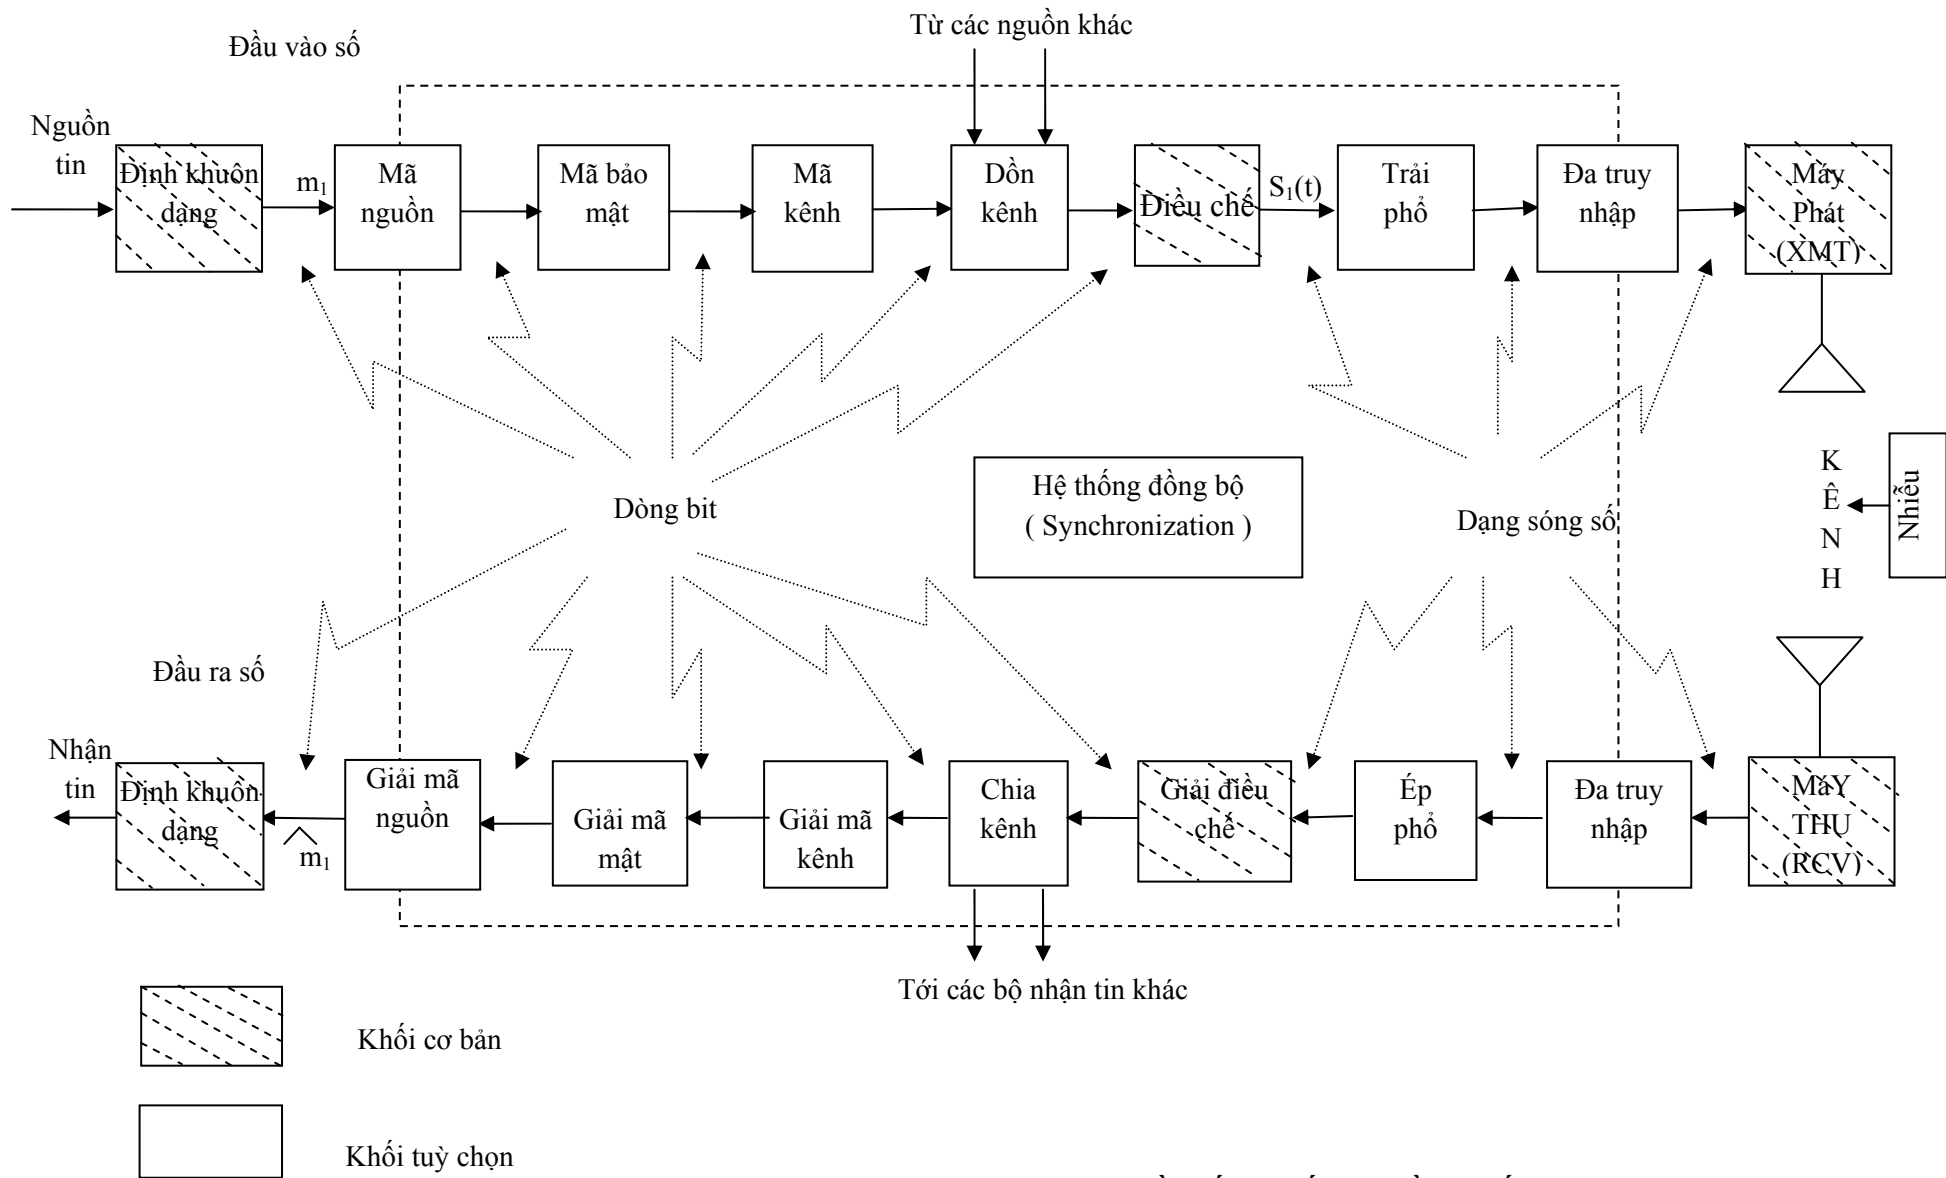 Từ các nguồn khác
Đầu vào số
Nguồn
tin
Định khuôn
dạng
m1
Mã
nguồn
Mã bảo
mật
Mã
kênh
Dồn
kênh
Điều chế
S1(t)
Trải
phổ
Đa truy
nhập
Máy
Phát
(XMT)
Dòng bit
Hệ thống đồng bộ
( Synchronization )
Dạng sóng số
K
Ê
N
H
Nhiễu
Đầu ra số
Nhận
tin
Định khuôn
dạng
m1
Giải mã
nguồn
Giải mã
mật
Giải mã
kênh
Chia
kênh
Giải điều
chế
Ép
phổ
Đa truy
nhập
MáY
THU
(RCV)
Tới các bộ nhận tin khác
Khối cơ bản
Khối tuỳ chọn